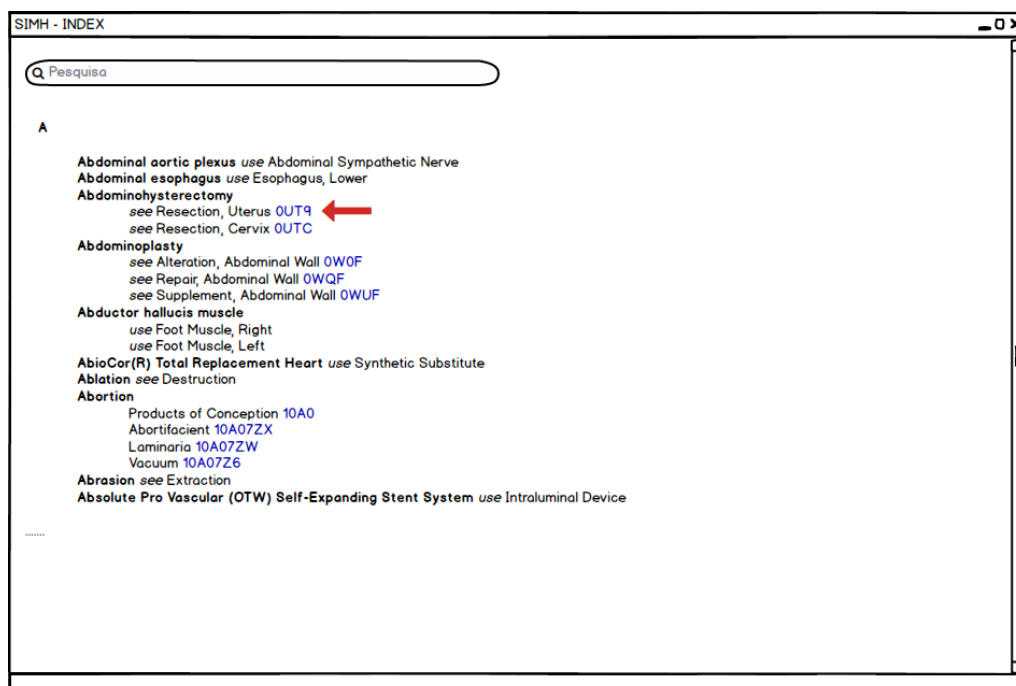 SIMH - INDEX
Pesquisa
A
Abdominal aortic plexus use Abdominal Sympathetic Nerve
Abdominal esophagus use Esophagus, Lower
Abdominohysterectomy
see Resection, Uterus 0UT9
see Resection, Cervix 0UTC
Abdominoplasty
see Alteration, Abdominal Wall 0W0F
see Repair, Abdominal Wall 0WQF
see Supplement, Abdominal Wall 0WUF
Abductor hallucis muscle
use Foot Muscle, Right
use Foot Muscle, Left
AbioCor(R) Total Replacement Heart use Synthetic Substitute
Ablation see Destruction
Abortion
Products of Conception 10A0
Abortifacient 10A07ZX
Laminaria 10A07ZW
Vacuum 10A07Z6
Abrasion see Extraction
Absolute Pro Vascular (OTW) Self-Expanding Stent System use Intraluminal Device
.......